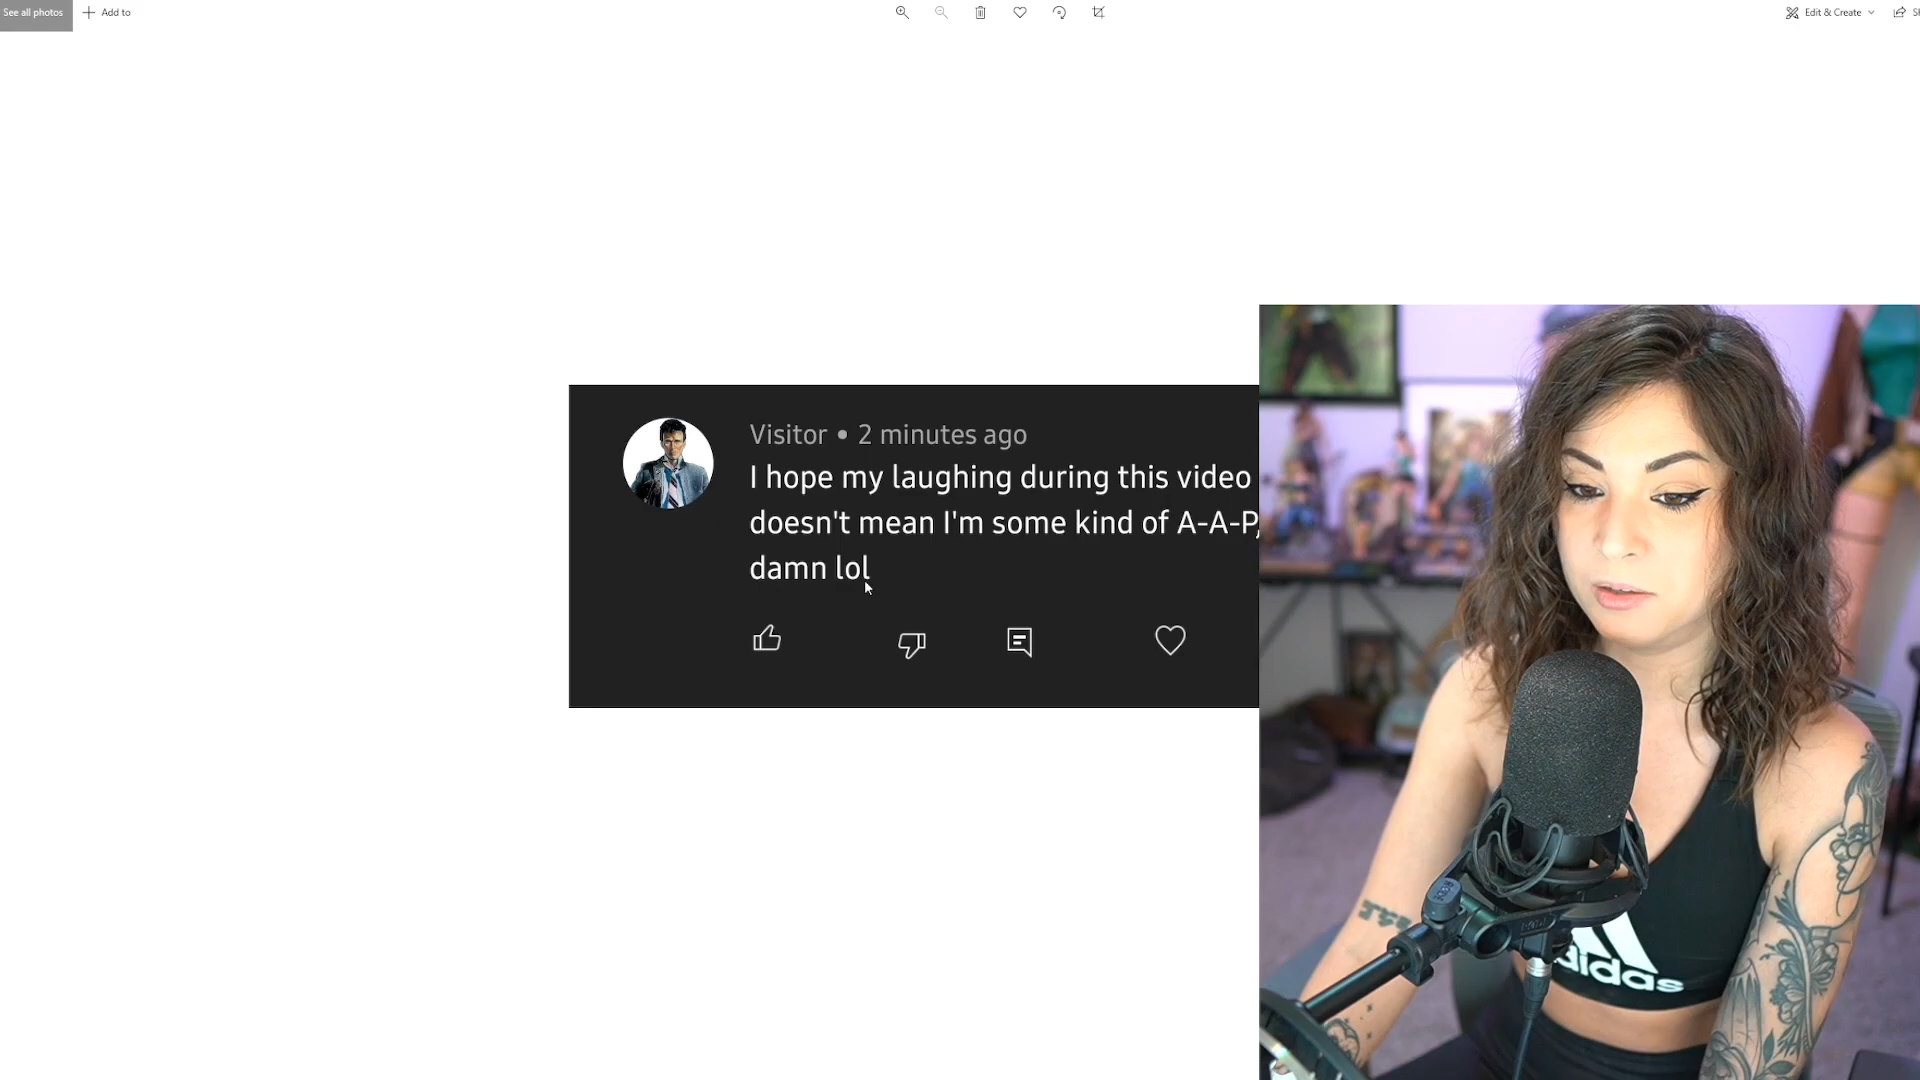 See all photos
Add to
Edit & Create
Visitor • 2 minutes ago
I hope my laughing during this video
doesn't mean I'm some kind of A-A-P,
damn lol
adidas